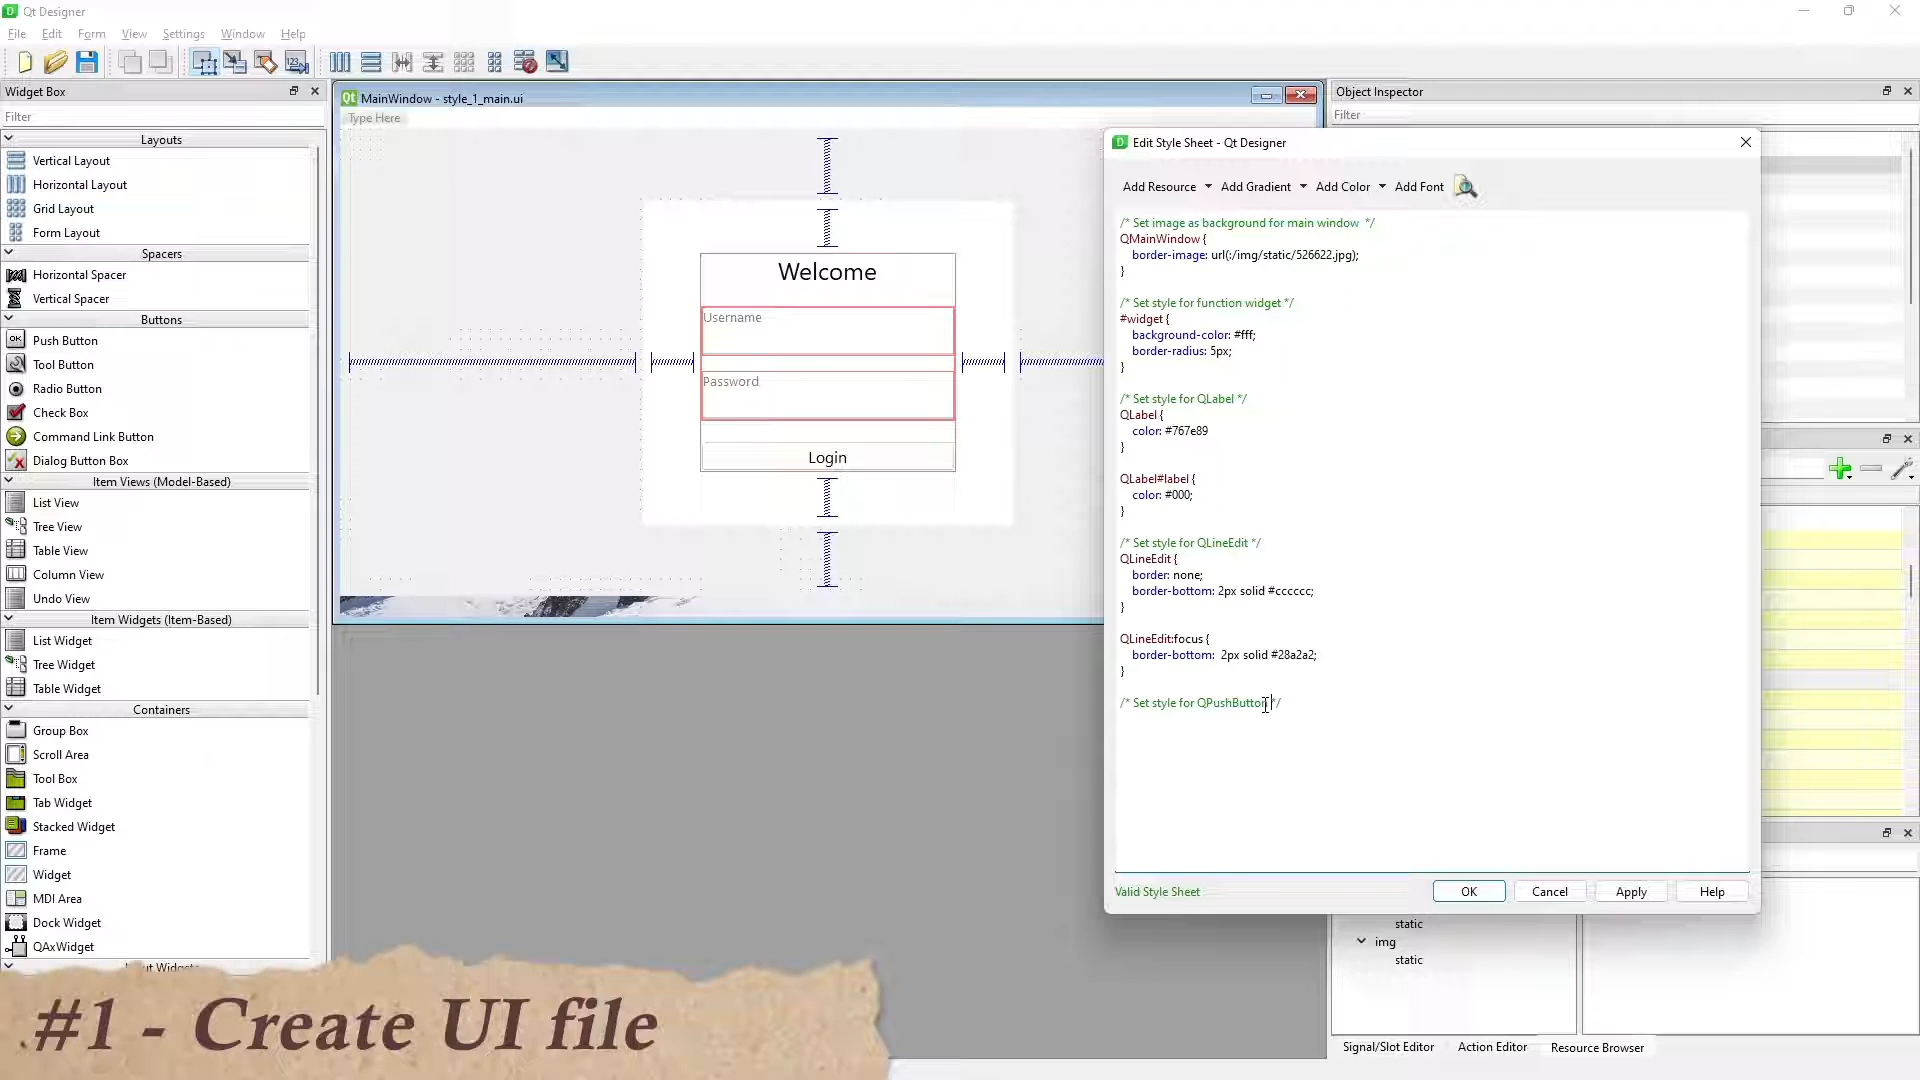 Qt Designer
File Edit Form View Settings Window Help
Widget Box
Filter
Layouts
Vertical Layout
Horizontal Layout
Grid Layout
Form Layout
Spacers
Horizontal Spacer
Vertical Spacer
Buttons
Push Button
Tool Button
Radio Button
Check Box
Command Link Button
Dialog Button Box
Item Views (Model-Based)
List View
Tree View
Table View
Column View
Undo View
Item Widgets (Item-Based)
List Widget
Tree Widget
Table Widget
Containers
Group Box
Scroll Area
Tool Box
Tab Widget
Stacked Widget
Frame
Widget
MDI Area
Dock Widget
QAxWidget
MainWindow - style_1_main.ui
Type Here
Welcome
Username
Password
Login
Object Inspector
Filter
Edit Style Sheet - Qt Designer
Add Resource Add Gradient Add Color Add Font
/* Set image as background for main window */
QMainWindow {
border-image: url(:/img/static/526622.jpg);
}
/* Set style for function widget */
#widget {
background-color: #fff;
border-radius: 5px;
}
/* Set style for QLabel */
QLabel {
color: #767e89
}
QLabel#label {
color: #000;
}
/* Set style for QLineEdit */
QLineEdit {
border: none;
border-bottom: 2px solid #cccccc;
}
QLineEdit:focus {
border-bottom: 2px solid #28a2a2;
}
/* Set style for QPushButton */
Valid Style Sheet
OK Cancel Apply Help
static
img
static
Signal/Slot Editor Action Editor Resource Browser
#1 - Create UI file